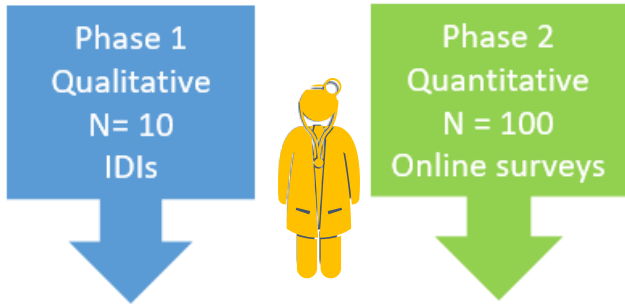 Phase 1
Qualitative
N= 10
IDIs
Phase 2
Quantitative
N = 100
Online surveys